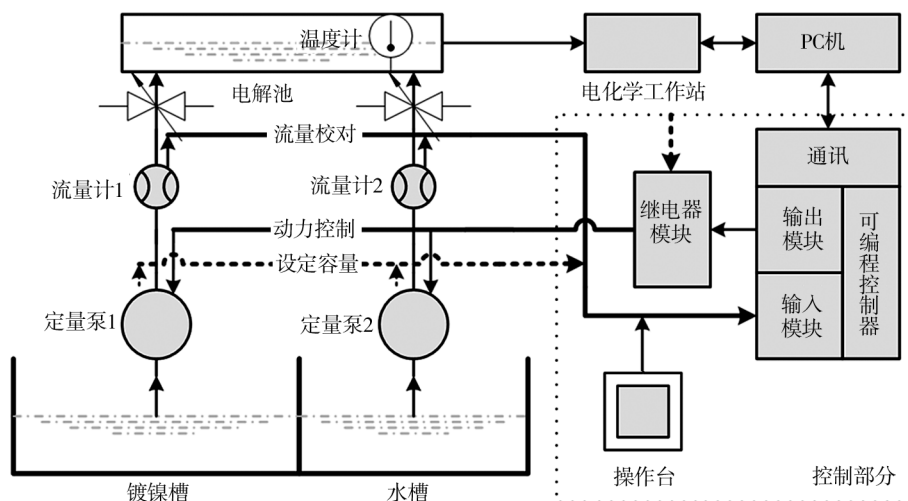 温度计
PC机
电解池
电化学工作站
流量校对
通讯
流量计1
流量计2
继电器
模块
输出
模块
可编程控制器
动力控制
设定容量
定量泵1
定量泵2
输入
模块
操作台
控制部分
镀镍槽
水槽